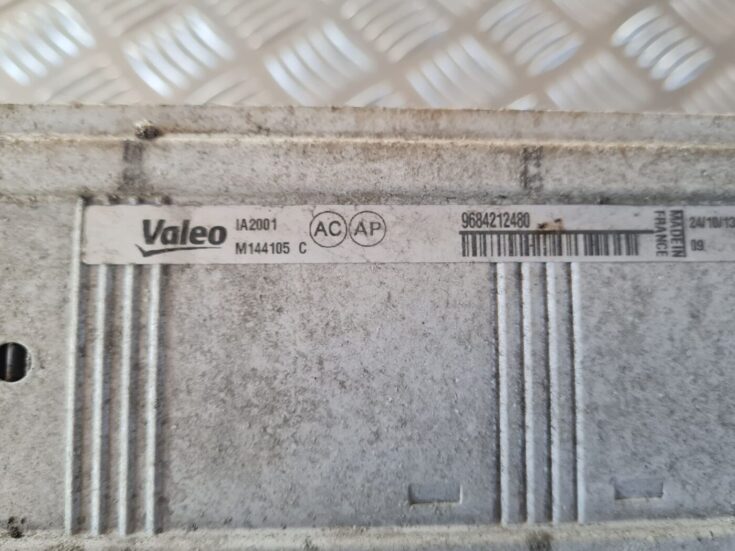 Valeo
IA2001
M144105 C
AC AP
9684212480
MADE IN
FRANCE
24/10/13
09